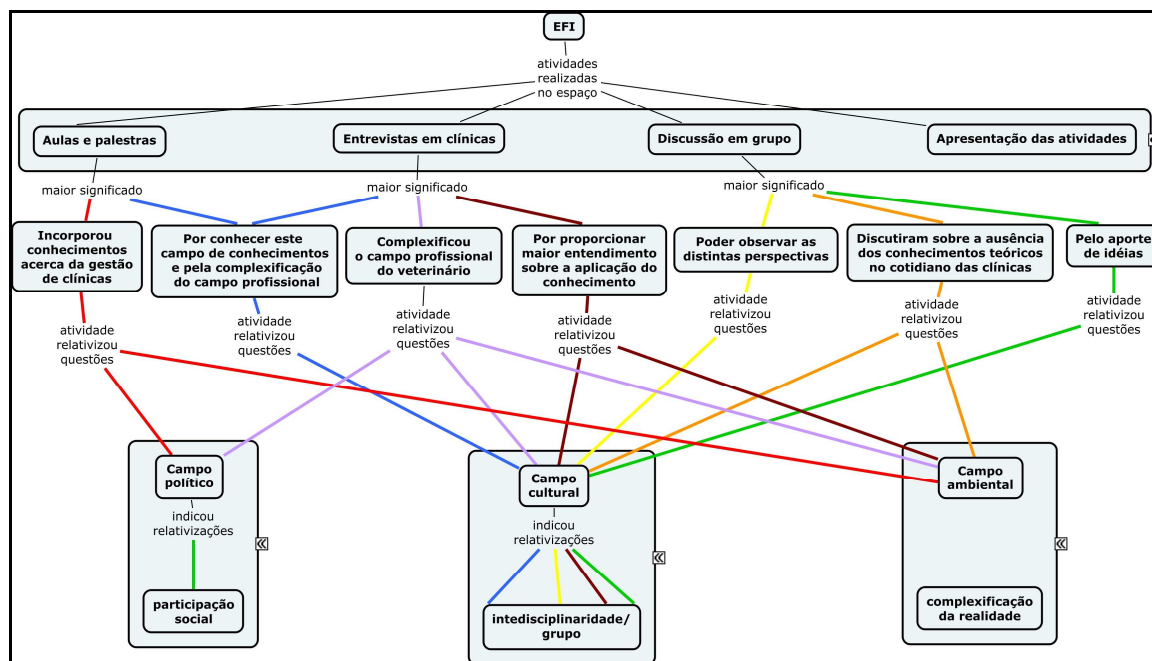 EFI
atividades
realizadas
no espaço
Aulas e palestras
Entrevistas em clínicas
Discussão em grupo
Apresentação das atividades
maior significado
maior significado
maior significado
Incorporou
conhecimentos
acerca da gestão
de clínicas
Por conhecer este
campo de conhecimentos
e pela complexificação
do campo profissional
Complexificou
o campo profissional
do veterinário
Por proporcionar
maior entendimento
sobre a aplicação do
conhecimento
Poder observar as
distintas perspectivas
Discutiram sobre a ausência
dos conhecimentos teóricos
no cotidiano das clínicas
Pelo aporte
de idéias
atividade
relativizou
questões
atividade
relativizou
questões
atividade
relativizou
questões
atividade
relativizou
questões
atividade
relativizou
questões
atividade
relativizou
questões
atividade
relativizou
questões
Campo
político
indicou
relativizações
participação
social
Campo
cultural
indicou
relativizações
intedisciplinaridade/
grupo
Campo
ambiental
complexificação
da realidade